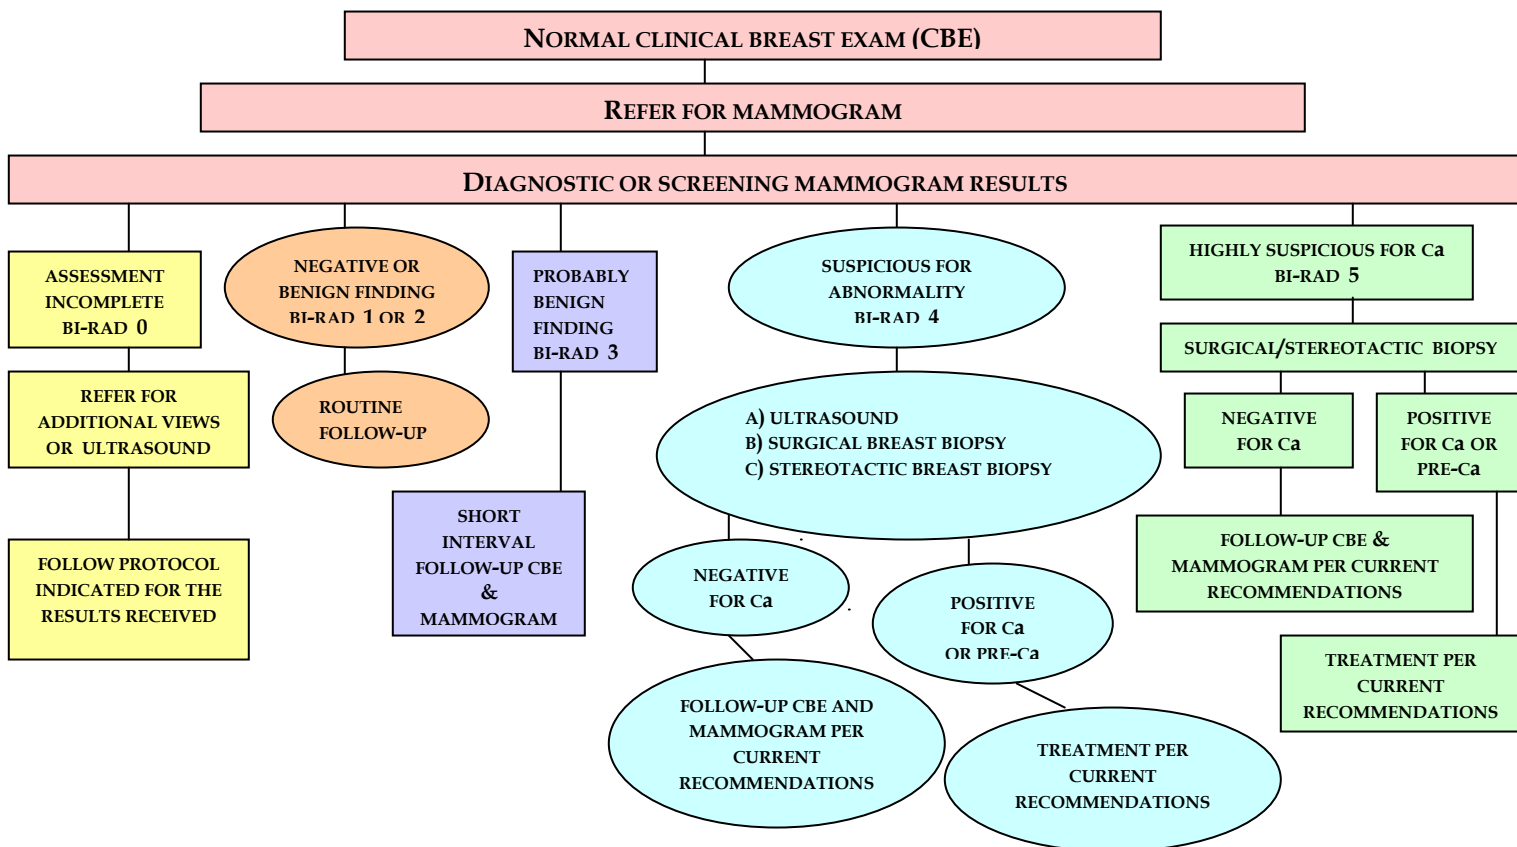 NORMAL CLINICAL BREAST EXAM (CBE)
REFER FOR MAMMOGRAM
DIAGNOSTIC OR SCREENING MAMMOGRAM RESULTS
ASSESSMENT
INCOMPLETE
BI-RAD 0
REFER FOR
ADDITIONAL VIEWS
OR ULTRASOUND
FOLLOW PROTOCOL
INDICATED FOR THE
RESULTS RECEIVED
NEGATIVE OR
BENIGN FINDING
BI-RAD 1 OR 2
ROUTINE
FOLLOW-UP
PROBABLY
BENIGN
FINDING
BI-RAD 3
SHORT
INTERVAL
FOLLOW-UP CBE
&
MAMMOGRAM
SUSPICIOUS FOR
ABNORMALITY
BI-RAD 4
A) ULTRASOUND
B) SURGICAL BREAST BIOPSY
C) STEREOTACTIC BREAST BIOPSY
NEGATIVE
FOR Ca
FOLLOW-UP CBE AND
MAMMOGRAM PER
CURRENT
RECOMMENDATIONS
POSITIVE
FOR Ca
OR PRE-Ca
TREATMENT PER
CURRENT
RECOMMENDATIONS
HIGHLY SUSPICIOUS FOR Ca
BI-RAD 5
SURGICAL/STEREOTACTIC BIOPSY
NEGATIVE
FOR Ca
FOLLOW-UP CBE &
MAMMOGRAM PER CURRENT
RECOMMENDATIONS
POSITIVE
FOR Ca OR
PRE-Ca
TREATMENT PER
CURRENT
RECOMMENDATIONS